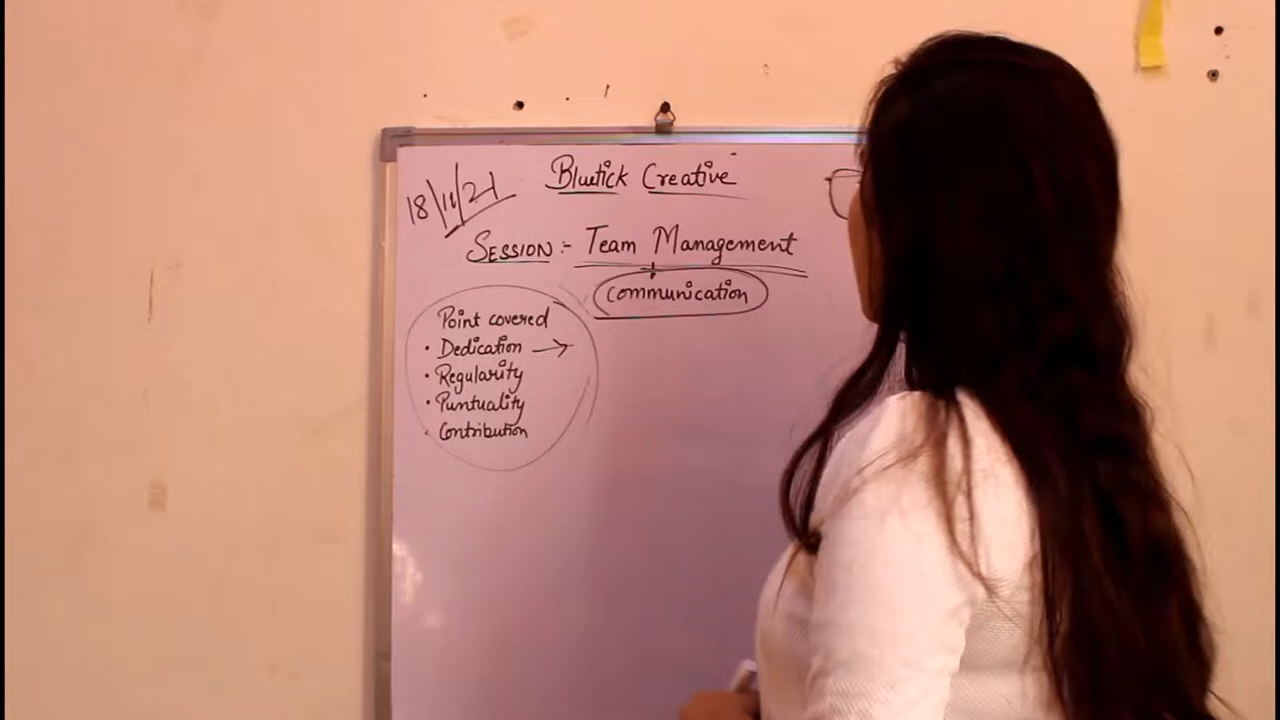 Bluetick Creative
18/11/21
SESSION :- Team Management
Communication
Point covered
• Dedication →
• Regularity
• Puntuality
• Contribution